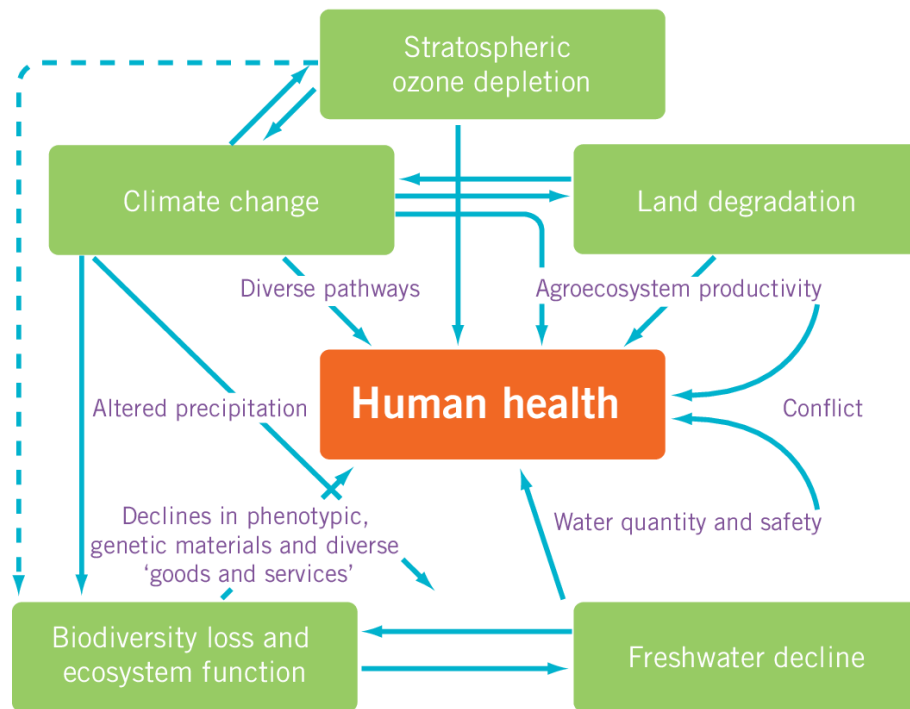 Stratospheric
ozone depletion
Climate change
Land degradation
Diverse pathways
Agroecosystem productivity
Human health
Altered precipitation
Conflict
Declines in phenotypic,
genetic materials and diverse
‘goods and services’
Water quantity and safety
Biodiversity loss and
ecosystem function
Freshwater decline